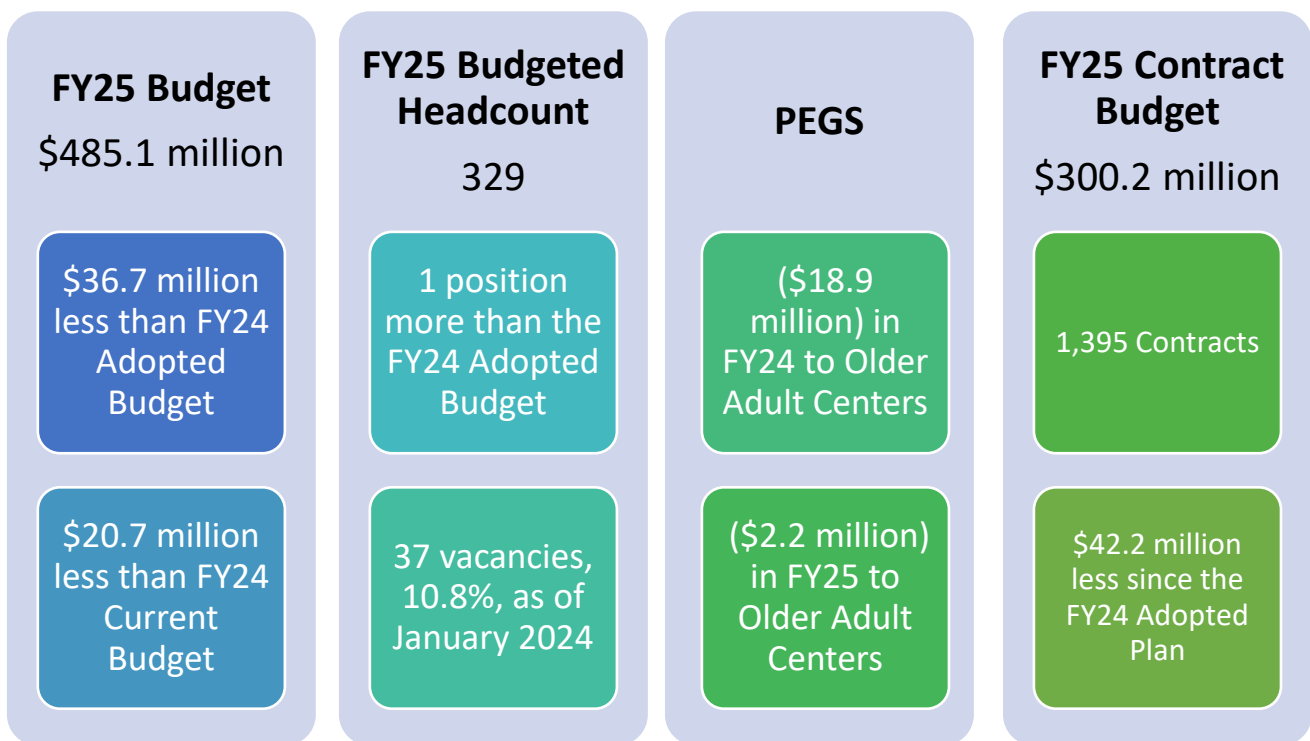 FY25 Budget
$485.1 million
$36.7 million
less than FY24
Adopted
Budget
$20.7 million
less than FY24
Current
Budget
FY25 Budgeted
Headcount
329
1 position
more than the
FY24 Adopted
Budget
37 vacancies,
10.8%, as of
January 2024
PEGS
($18.9
million) in
FY24 to Older
Adult Centers
($2.2 million)
in FY25 to
Older Adult
Centers
FY25 Contract
Budget
$300.2 million
1,395 Contracts
$42.2 million
less since the
FY24 Adopted
Plan